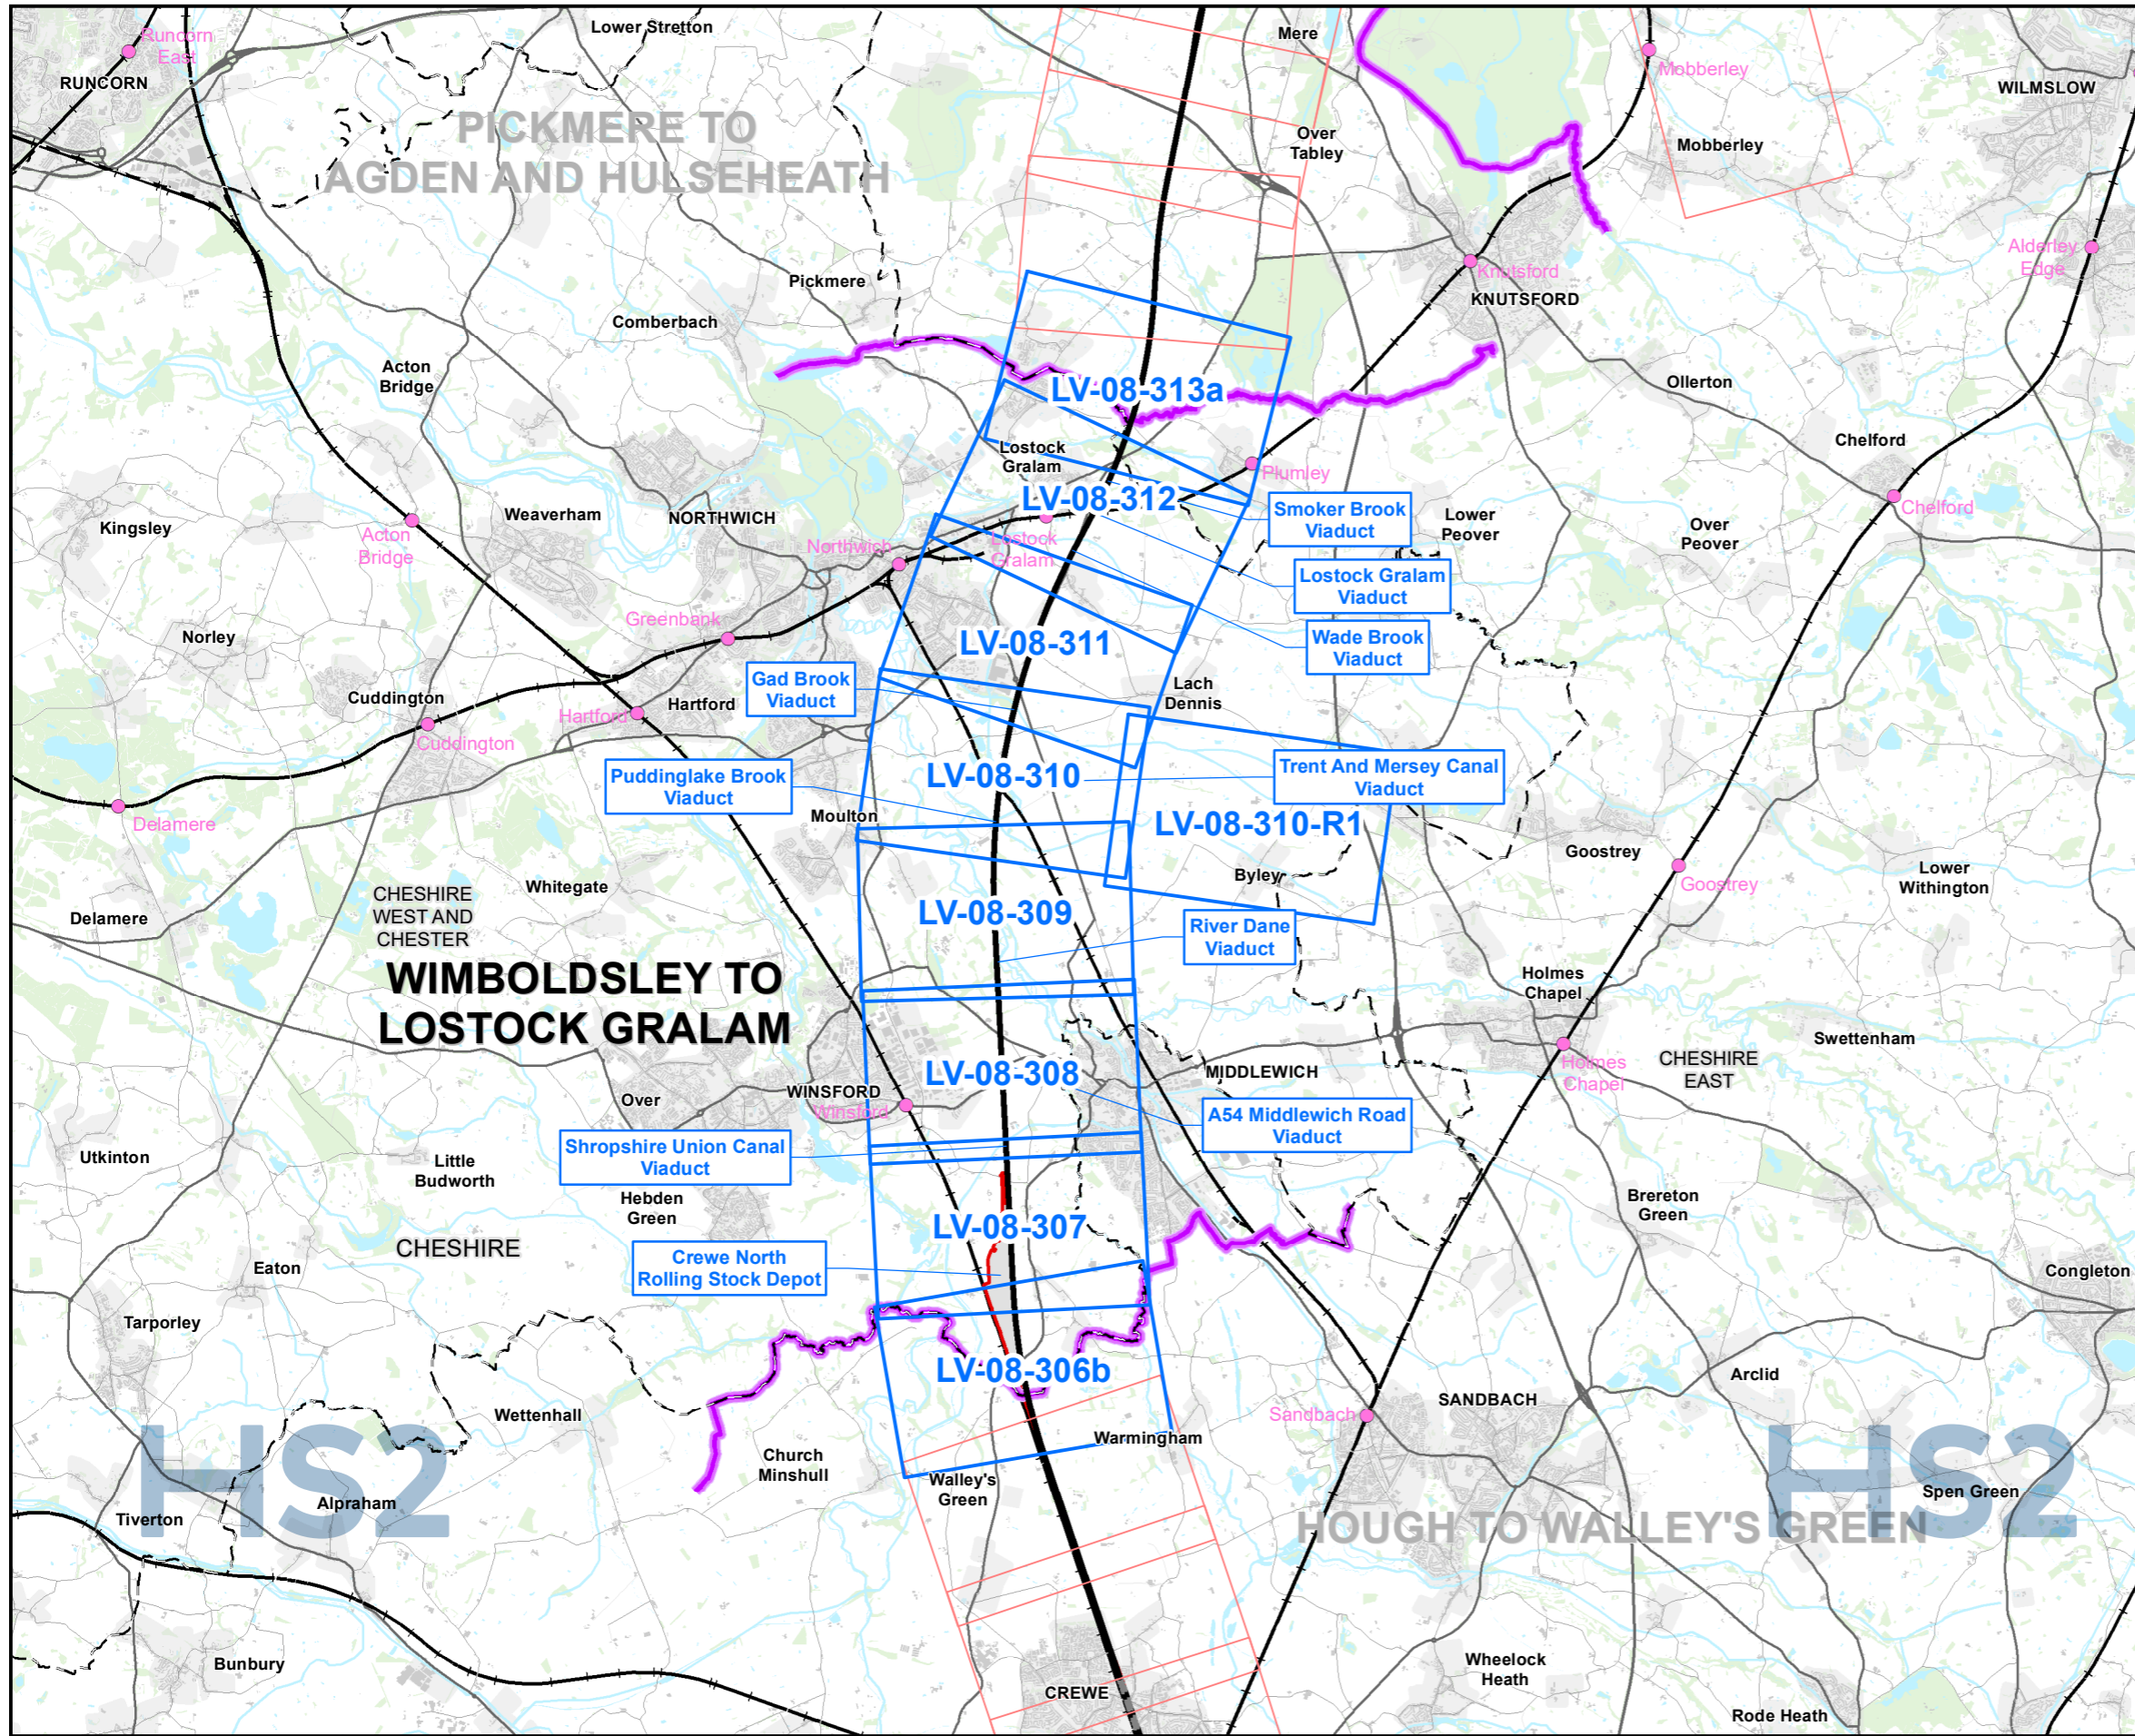 Lower Stretton
Mere
Runcorn
East
RUNCORN
Mobberley
WILMSLOW
PICKMERE TO
AGDEN AND HULSEHEATH
Over
Tabley
Mobberley
Alderley
Edge
Knutsford
KNUTSFORD
Pickmere
Comberbach
Acton
Bridge
LV-08-313a
Ollerton
Chelford
Lostock
Gralam
Plumley
LV-08-312
Chelford
Kingsley
Weaverham
NORTHWICH
Smoker Brook
Viaduct
Lower
Peover
Over
Peover
Acton
Bridge
Northwich
Lostock
Gralam
Lostock Gralam
Viaduct
Greenbank
Norley
LV-08-311
Wade Brook
Viaduct
Gad Brook
Viaduct
Lach
Dennis
Cuddington
Hartford
Hartford
Cuddington
Puddinglake Brook
Viaduct
LV-08-310
Trent And Mersey Canal
Viaduct
Delamere
Moulton
LV-08-310-R1
Goostrey
Goostrey
Byley
Lower
Withington
CHESHIRE
WEST AND
CHESTER
Whitegate
Delamere
LV-08-309
River Dane
Viaduct
WIMBOLDSLEY TO
LOSTOCK GRALAM
Holmes
Chapel
Swettenham
Holmes
Chapel
CHESHIRE
EAST
LV-08-308
MIDDLEWICH
WINSFORD
Winsford
Over
A54 Middlewich Road
Viaduct
Shropshire Union Canal
Viaduct
Utkinton
Little
Budworth
Hebden
Green
Brereton
Green
LV-08-307
CHESHIRE
Crewe North
Rolling Stock Depot
Eaton
Congleton
Tarporley
LV-08-306b
Arclid
SANDBACH
Sandbach
Wettenhall
Warmingham
Church
Minshull
Walley's
Green
HS2
HS2
Alpraham
Tiverton
Spen Green
HOUGH TO WALLEY'S GREEN
Bunbury
Wheelock
Heath
CREWE
Rode Heath